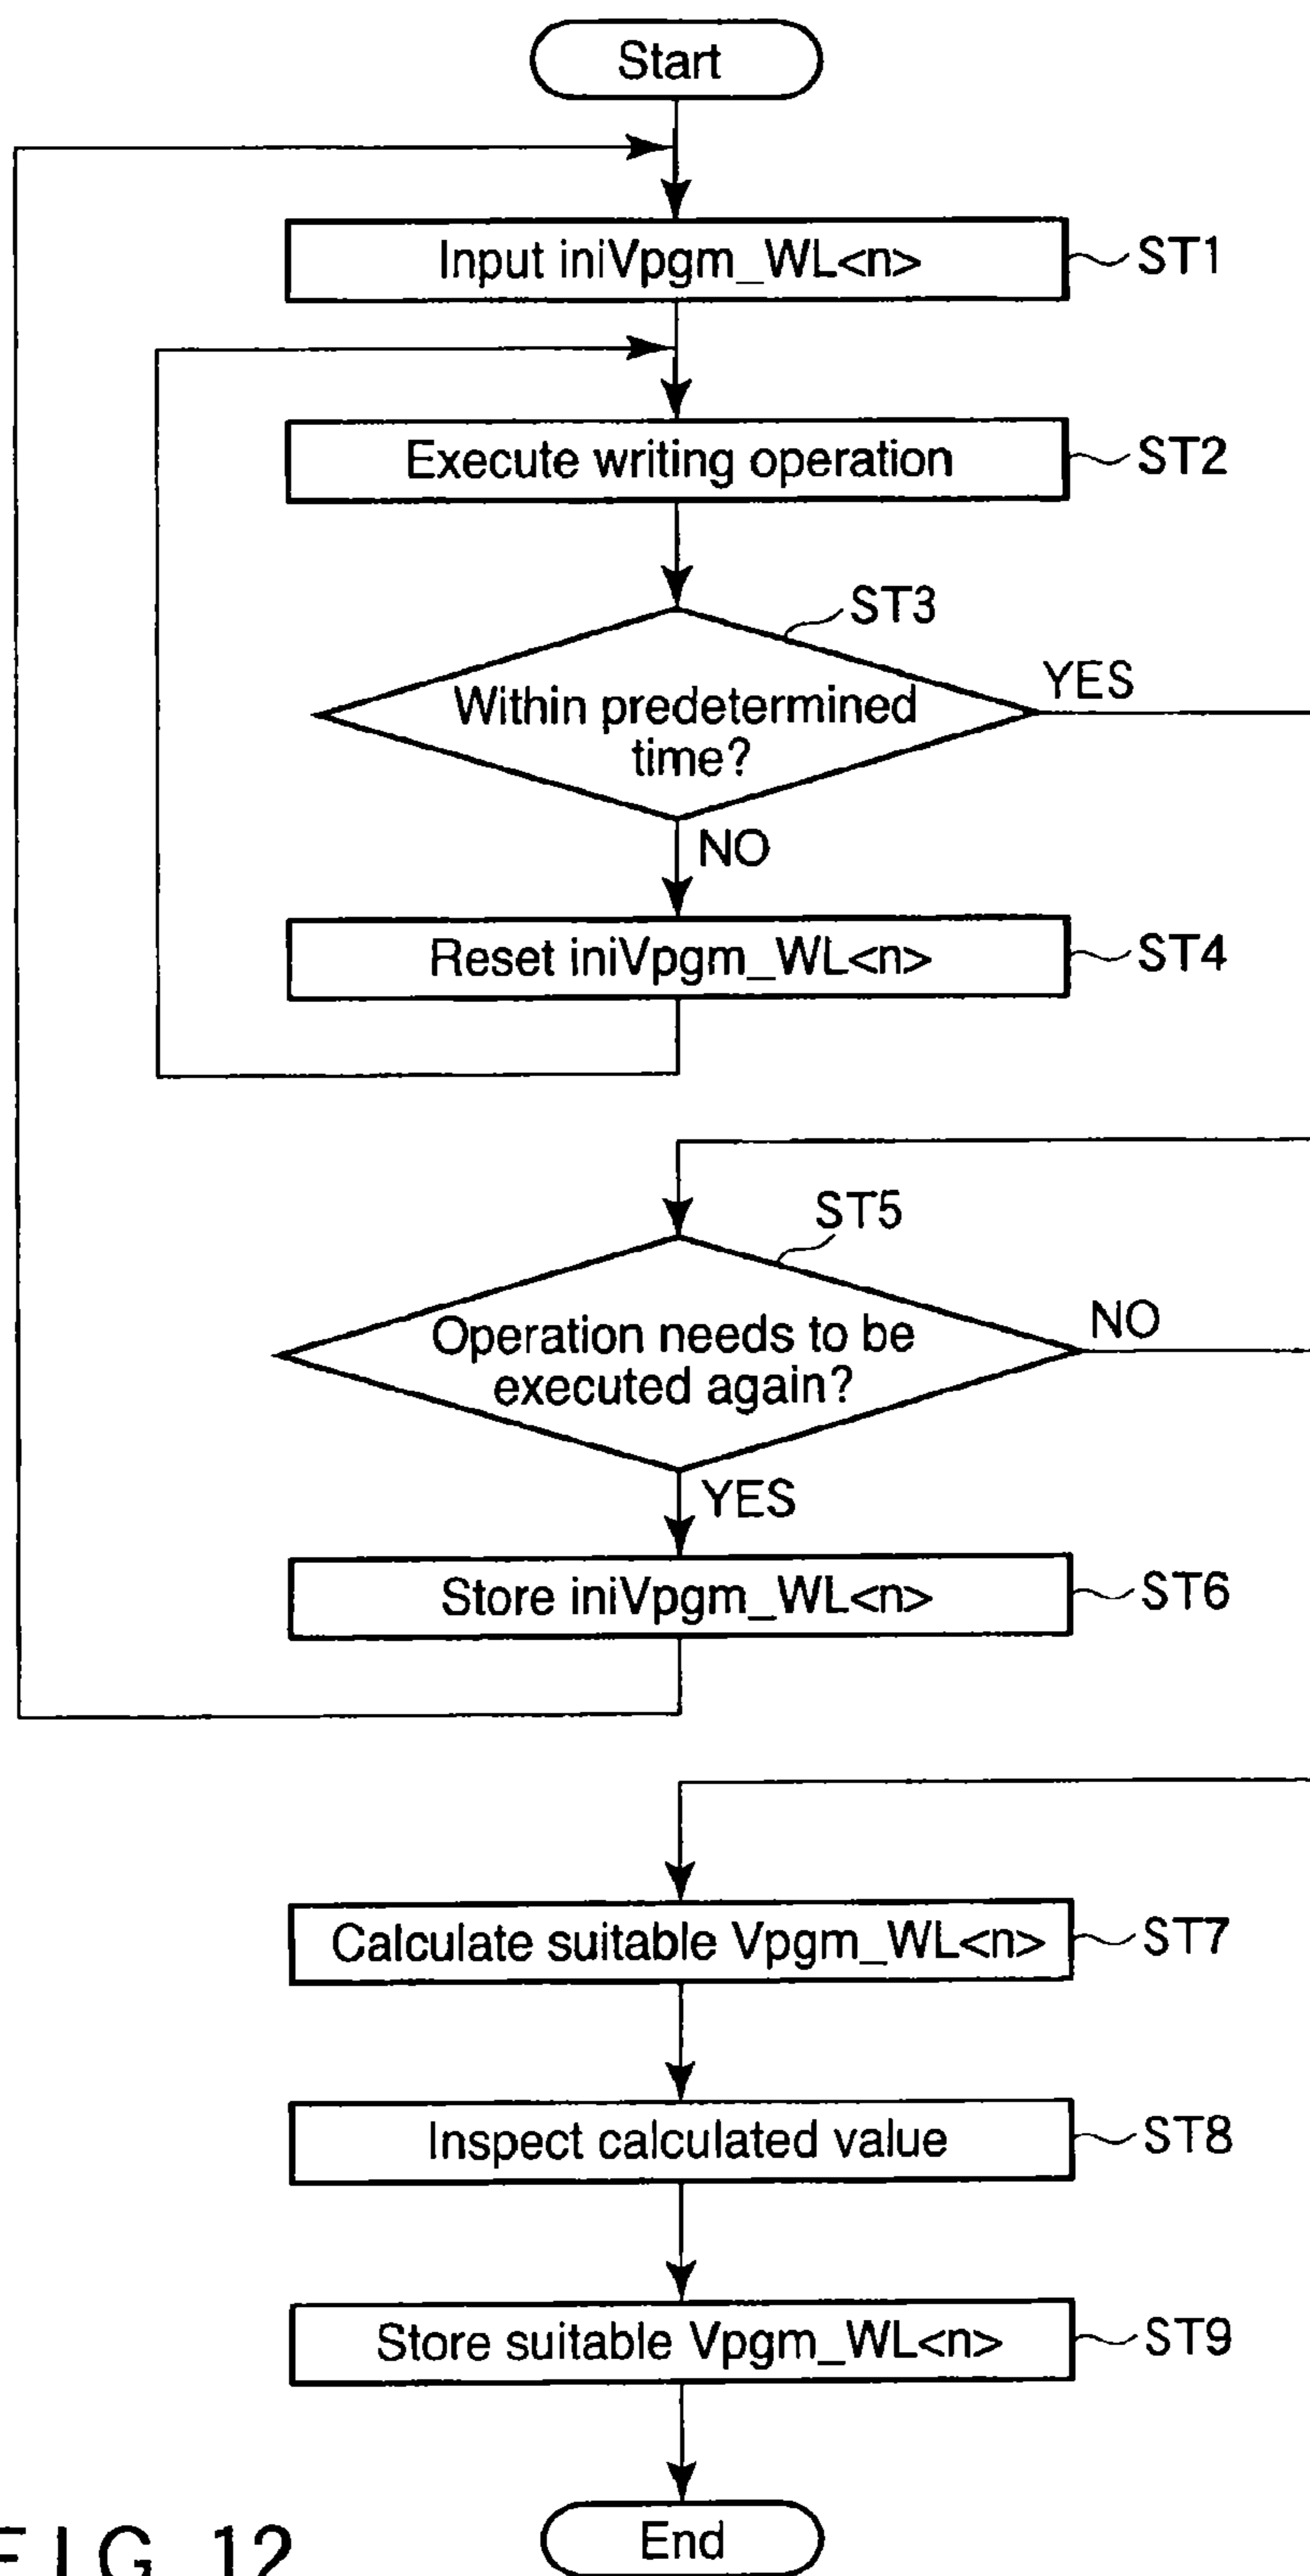 Start
Input iniVpgm_WL<n>
ST1
Execute writing operation
ST2
ST3
Within predetermined
time?
YES
NO
Reset iniVpgm_WL<n>
ST4
ST5
Operation needs to be
executed again?
NO
YES
Store iniVpgm_WL<n>
ST6
Calculate suitable Vpgm_WL<n>
ST7
Inspect calculated value
ST8
Store suitable Vpgm_WL<n>
ST9
End
FIG. 12